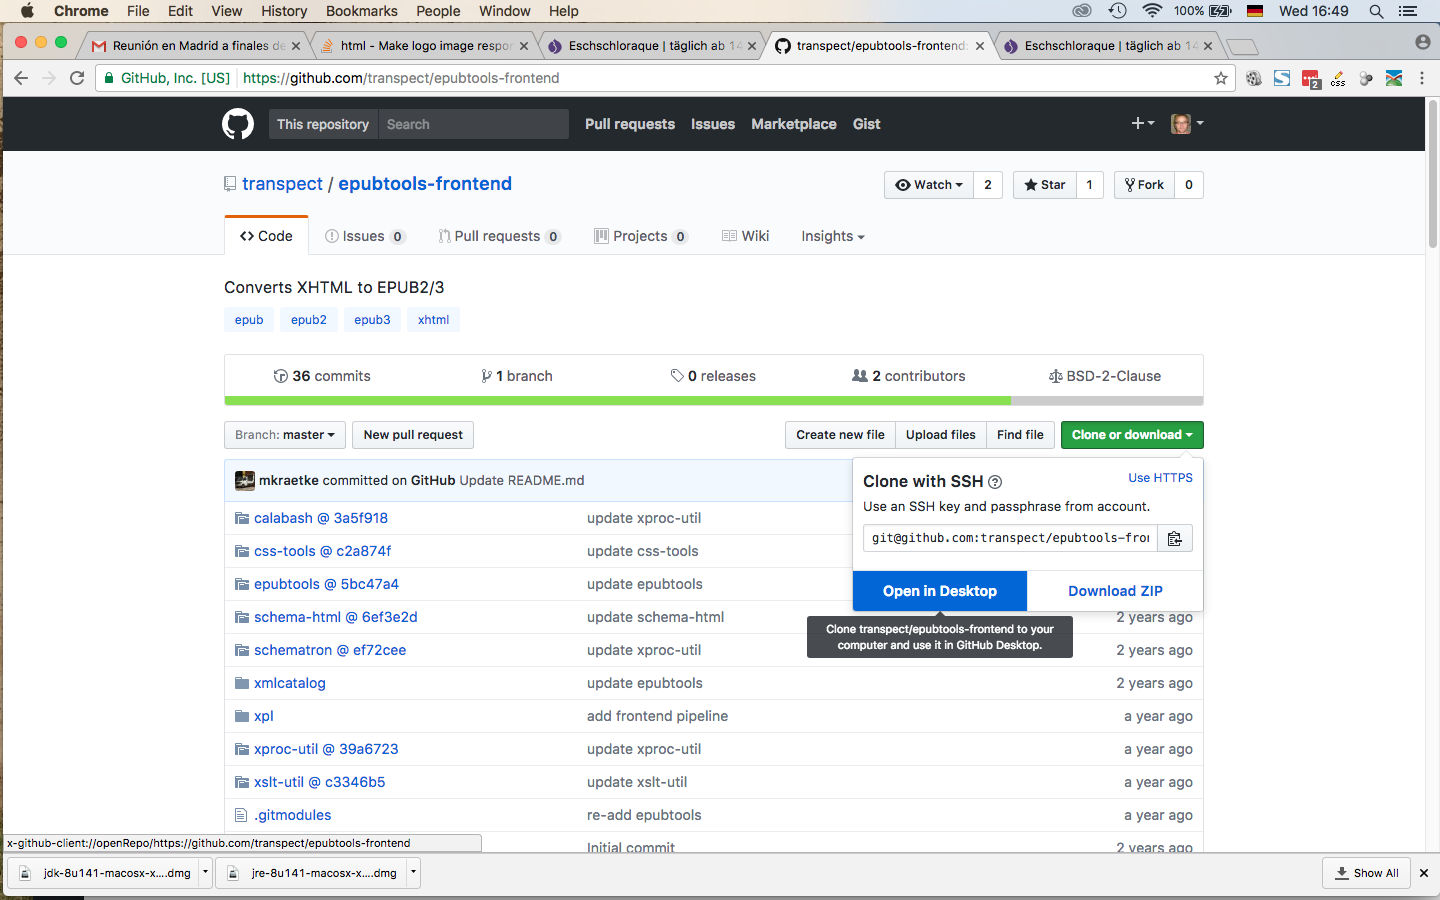 Chrome File Edit View History Bookmarks People Window Help 100% Wed 16:49
Reunión en Madrid a finales de
html - Make logo image respon
Eschschloraque | täglich ab 14
transpect/epubtools-frontend:
Eschschloraque | täglich ab 14
GitHub, Inc. [US] https://github.com/transpect/epubtools-frontend
2
css
This repository Search Pull requests Issues Marketplace Gist
transpect / epubtools-frontend
Watch 2 Star 1 Fork 0
Code Issues 0 Pull requests 0 Projects 0 Wiki Insights
Converts XHTML to EPUB2/3
epub epub2 epub3 xhtml
36 commits 1 branch 0 releases 2 contributors BSD-2-Clause
Branch: master New pull request Create new file Upload files Find file Clone or download
mkraetke committed on GitHub Update README.md
Clone with SSH Use HTTPS
Use an SSH key and passphrase from account.
git@github.com:transpect/epubtools-fron
Open in Desktop Download ZIP
Clone transpect/epubtools-frontend to your
computer and use it in GitHub Desktop.
calabash @ 3a5f918 update xproc-util
css-tools @ c2a874f update css-tools
epubtools @ 5bc47a4 update epubtools
schema-html @ 6ef3e2d update schema-html 2 years ago
schematron @ ef72cee update xproc-util 2 years ago
xmlcatalog update epubtools 2 years ago
xpl add frontend pipeline a year ago
xproc-util @ 39a6723 update xproc-util a year ago
xslt-util @ c3346b5 update xslt-util a year ago
.gitmodules re-add epubtools a year ago
Initial commit 2 years ago
x-github-client://openRepo/https://github.com/transpect/epubtools-frontend
jdk-8u141-macosx-x....dmg jre-8u141-macosx-x....dmg Show All